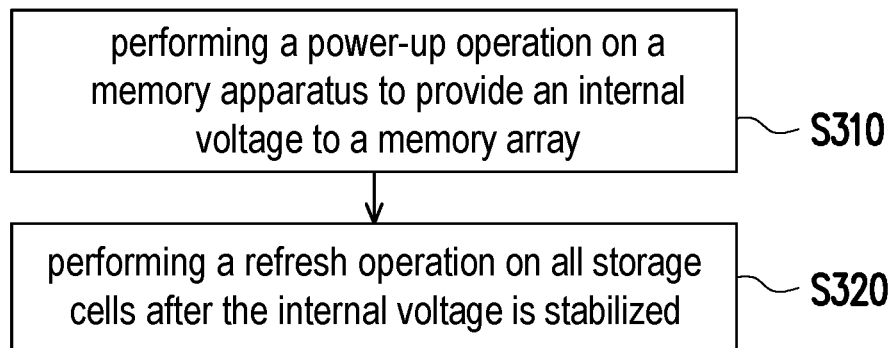 performing a power-up operation on a
memory apparatus to provide an internal
voltage to a memory array
S310
performing a refresh operation on all storage
cells after the internal voltage is stabilized
S320